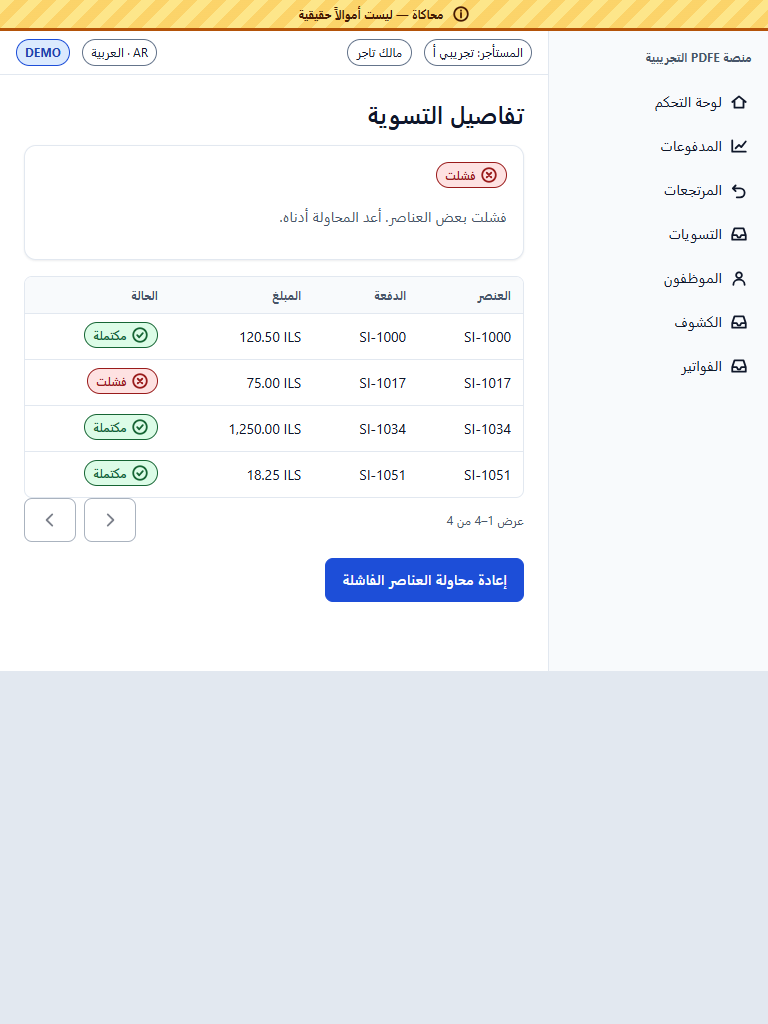 محاكاة — ليست أموالاً حقيقية
منصة PDFE التجريبية
لوحة التحكم
المدفوعات
المرتجعات
التسويات
الموظفون
الكشوف
الفواتير
المستأجر: تجريبي أ
مالك تاجر
AR · العربية
DEMO
تفاصيل التسوية
فشلت
فشلت بعض العناصر. أعد المحاولة أدناه.
العنصر الدفعة المبلغ الحالة
SI-1000 SI-1000 120.50 ILS مكتملة
SI-1017 SI-1017 75.00 ILS فشلت
SI-1034 SI-1034 1,250.00 ILS مكتملة
SI-1051 SI-1051 18.25 ILS مكتملة
عرض 1–4 من 4
إعادة محاولة العناصر الفاشلة